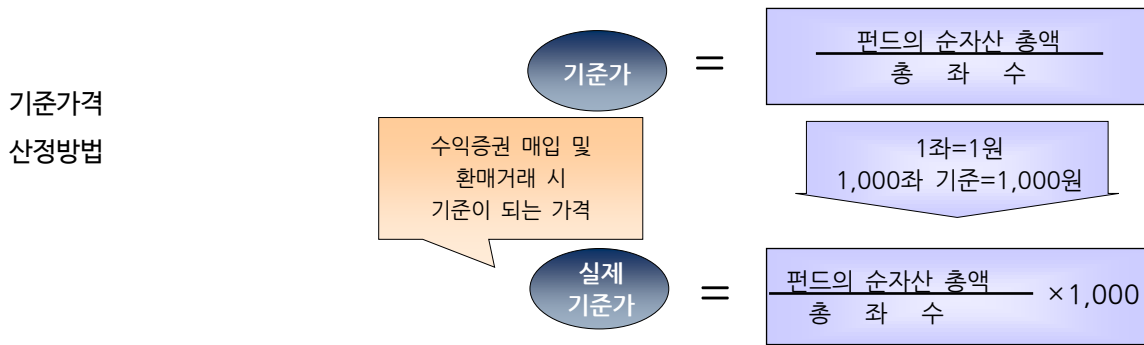 기준가격
산정방법
기준가
=
펀드의 순자산 총액
총 좌 수
수익증권 매입 및
환매거래 시
기준이 되는 가격
1좌=1원
1,000좌 기준=1,000원
실제
기준가
=
펀드의 순자산 총액
총 좌 수
×1,000